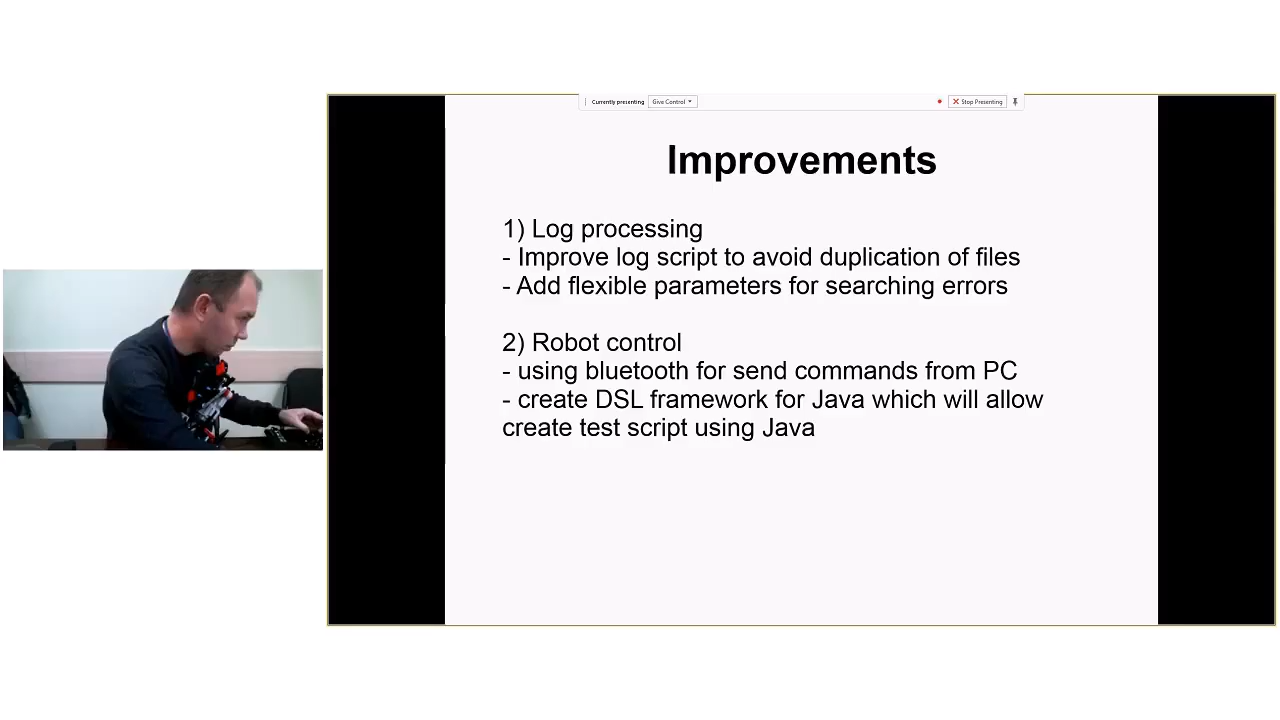 Currently presenting Give Control Stop Presenting
Improvements
1) Log processing
- Improve log script to avoid duplication of files
- Add flexible parameters for searching errors
2) Robot control
- using bluetooth for send commands from PC
- create DSL framework for Java which will allow
create test script using Java